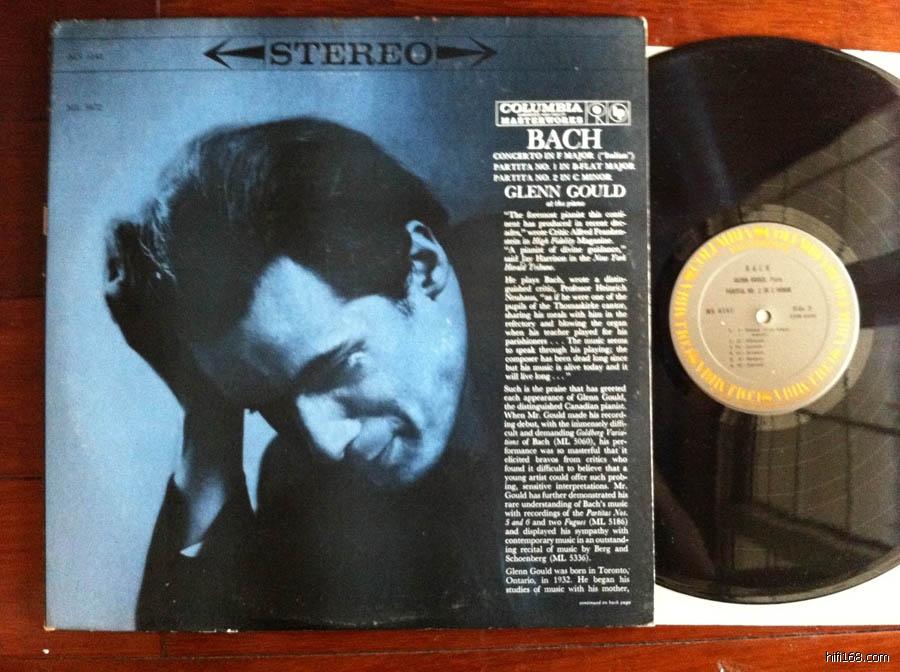 STEREO
COLUMBIA
MASTERWORKS
BACH
CONCERTO IN F MAJOR ("Italian")
PARTITA NO. 1 IN B-FLAT MAJOR
PARTITA NO. 2 IN C MINOR
GLENN GOULD
at the piano
"The foremost pianist this conti-
nent has produced in recent dec-
ades," wrote Critic Alfred Franken-
stein in High Fidelity Magazine.
"A pianist of divine guidance,"
said Jay Harrison in the New York
Herald Tribune.
He plays Bach, wrote a distin-
guished critic, Professor Heinrich
Neuhaus, "as if he were one of the
pupils of the Thomaskirke cantor,
sharing his meals with him in the
refectory and blowing the organ
when his teacher played for his
parishioners . . . The music seems
to speak through his playing; the
composer has been dead long since
but his music is alive today and it
will live long . . ."
Such is the praise that has greeted
each appearance of Glenn Gould,
the distinguished Canadian pianist.
When Mr. Gould made his record-
ing debut, with the immensely diffi-
cult and demanding Goldberg Varia-
tions of Bach (ML 5060), his per-
formance was so masterful that it
elicited bravos from critics who
found it difficult to believe that a
young artist could offer such prob-
ing, sensitive interpretations. Mr.
Gould has further demonstrated his
rare understanding of Bach's music
with recordings of the Partitas Nos.
5 and 6 and two Fugues (ML 5186)
and displayed his sympathy with
contemporary music in an outstand-
ing recital of music by Berg and
Schoenberg (ML 5336).
Glenn Gould was born in Toronto,
Ontario, in 1932. He began his
studies of music with his mother,
continued on back page
COLUMBIA
BACH
GLENN GOULD, Piano
PARTITA NO. 2 IN C MINOR
Side 2
hifi168.com